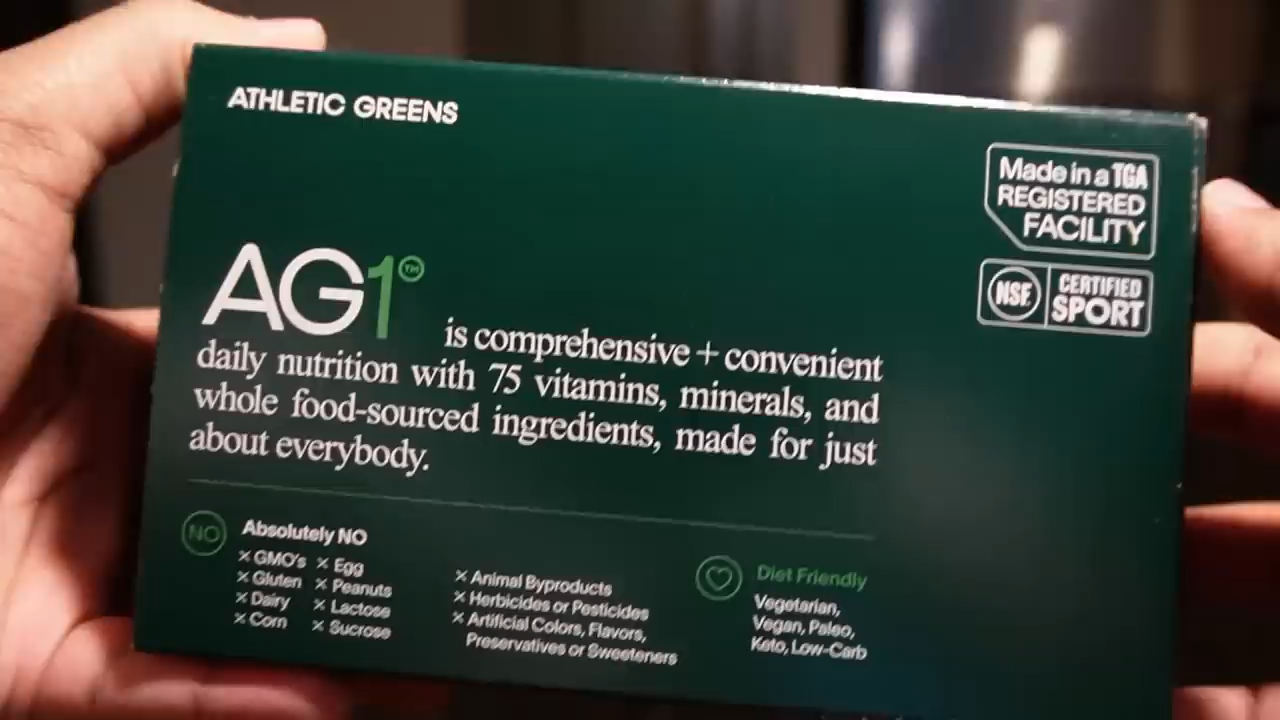 ATHLETIC GREENS
Made in a TGA
REGISTERED
FACILITY
NSF CERTIFIED
SPORT
AG1™ is comprehensive + convenient
daily nutrition with 75 vitamins, minerals, and
whole food-sourced ingredients, made for just
about everybody.
NO Absolutely NO
× GMO's × Egg
× Gluten × Peanuts
× Dairy × Lactose
× Corn × Sucrose
× Animal Byproducts
× Herbicides or Pesticides
× Artificial Colors, Flavors,
Preservatives or Sweeteners
Diet Friendly
Vegetarian,
Vegan, Paleo,
Keto, Low-Carb